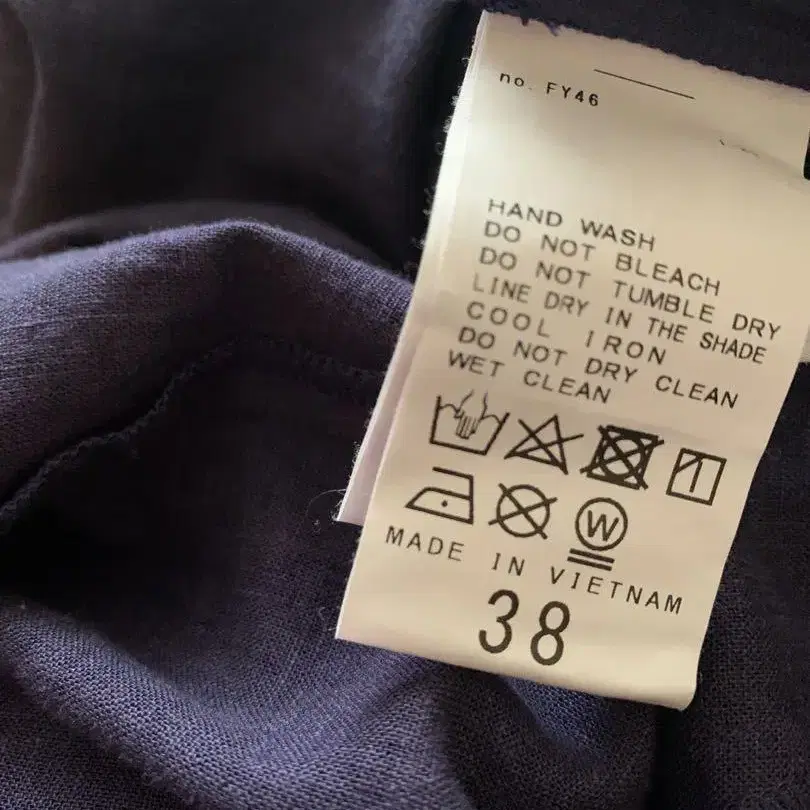 no. FY46
HAND WASH
DO NOT BLEACH
DO NOT TUMBLE DRY
LINE DRY IN THE SHADE
COOL IRON
DO NOT DRY CLEAN
WET CLEAN
W
MADE IN VIETNAM
38